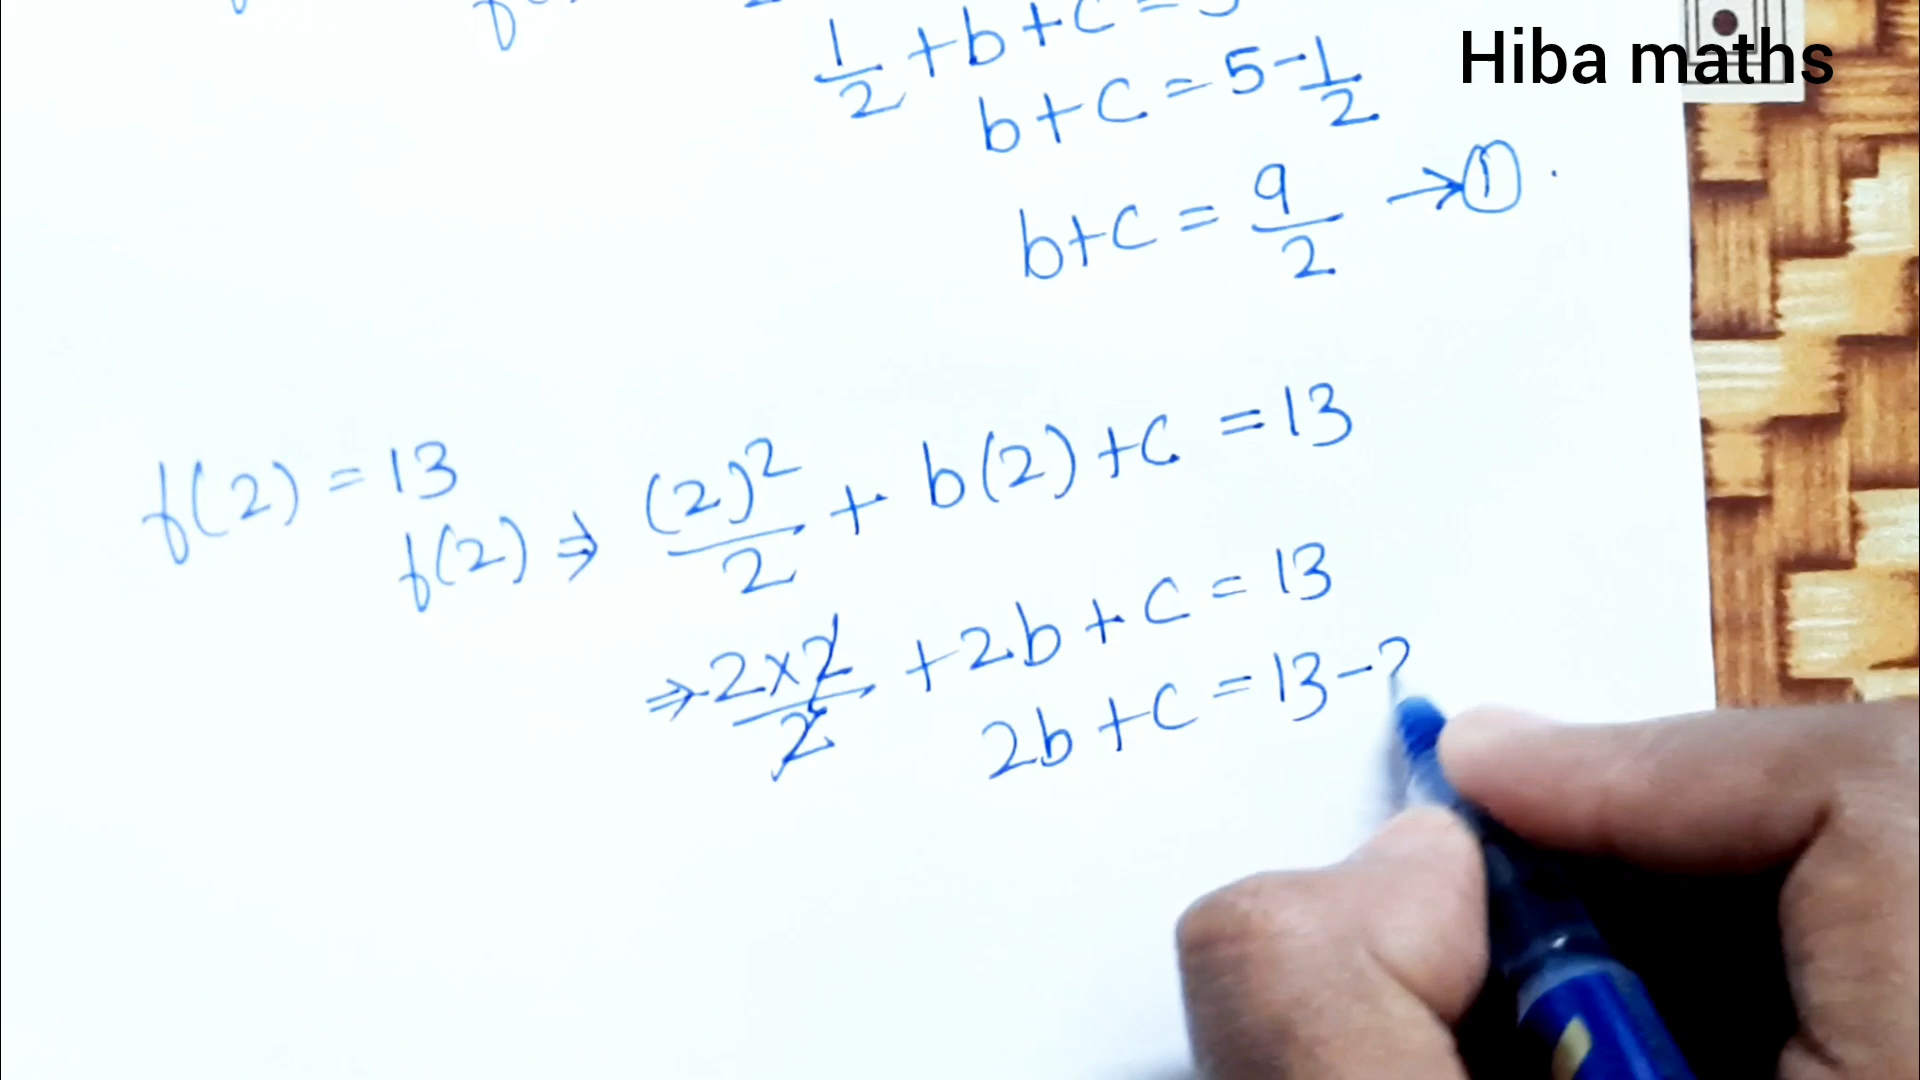 Hiba maths
1/2 + b + c =
b + c = 5 - 1/2
b + c = 9/2 → ①.
f(2) = 13
f(2) ⇒ (2)²/2 + b(2) + c = 13
⇒ 2×2/2 + 2b + c = 13
2b + c = 13 - 2